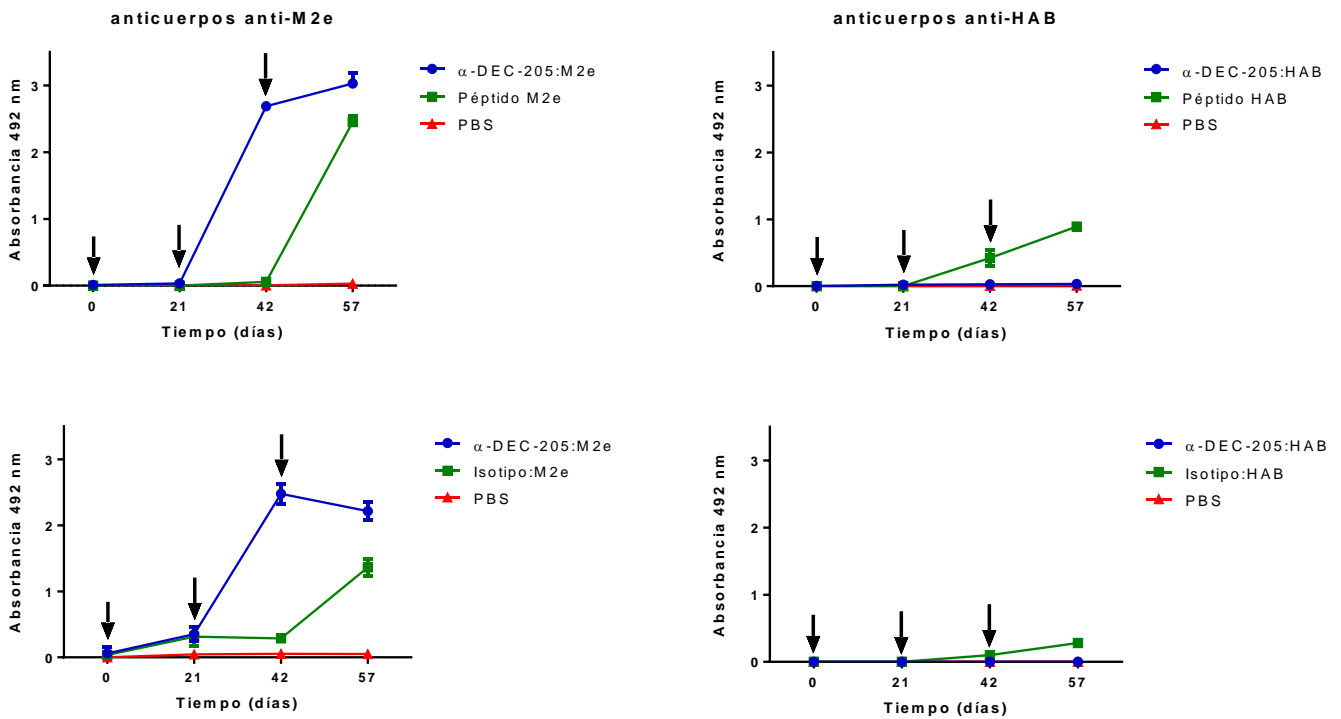 anticuerpos anti-M2e
Absorbancia 492 nm
3
2
1
0
0 21 42 57
Tiempo (días)
α-DEC-205:M2e
Péptido M2e
PBS
anticuerpos anti-HAB
Absorbancia 492 nm
3
2
1
0
0 21 42 57
Tiempo (días)
α-DEC-205:HAB
Péptido HAB
PBS
Absorbancia 492 nm
3
2
1
0
0 21 42 57
Tiempo (días)
α-DEC-205:M2e
Isotipo:M2e
PBS
Absorbancia 492 nm
3
2
1
0
0 21 42 57
Tiempo (días)
α-DEC-205:HAB
Isotipo:HAB
PBS